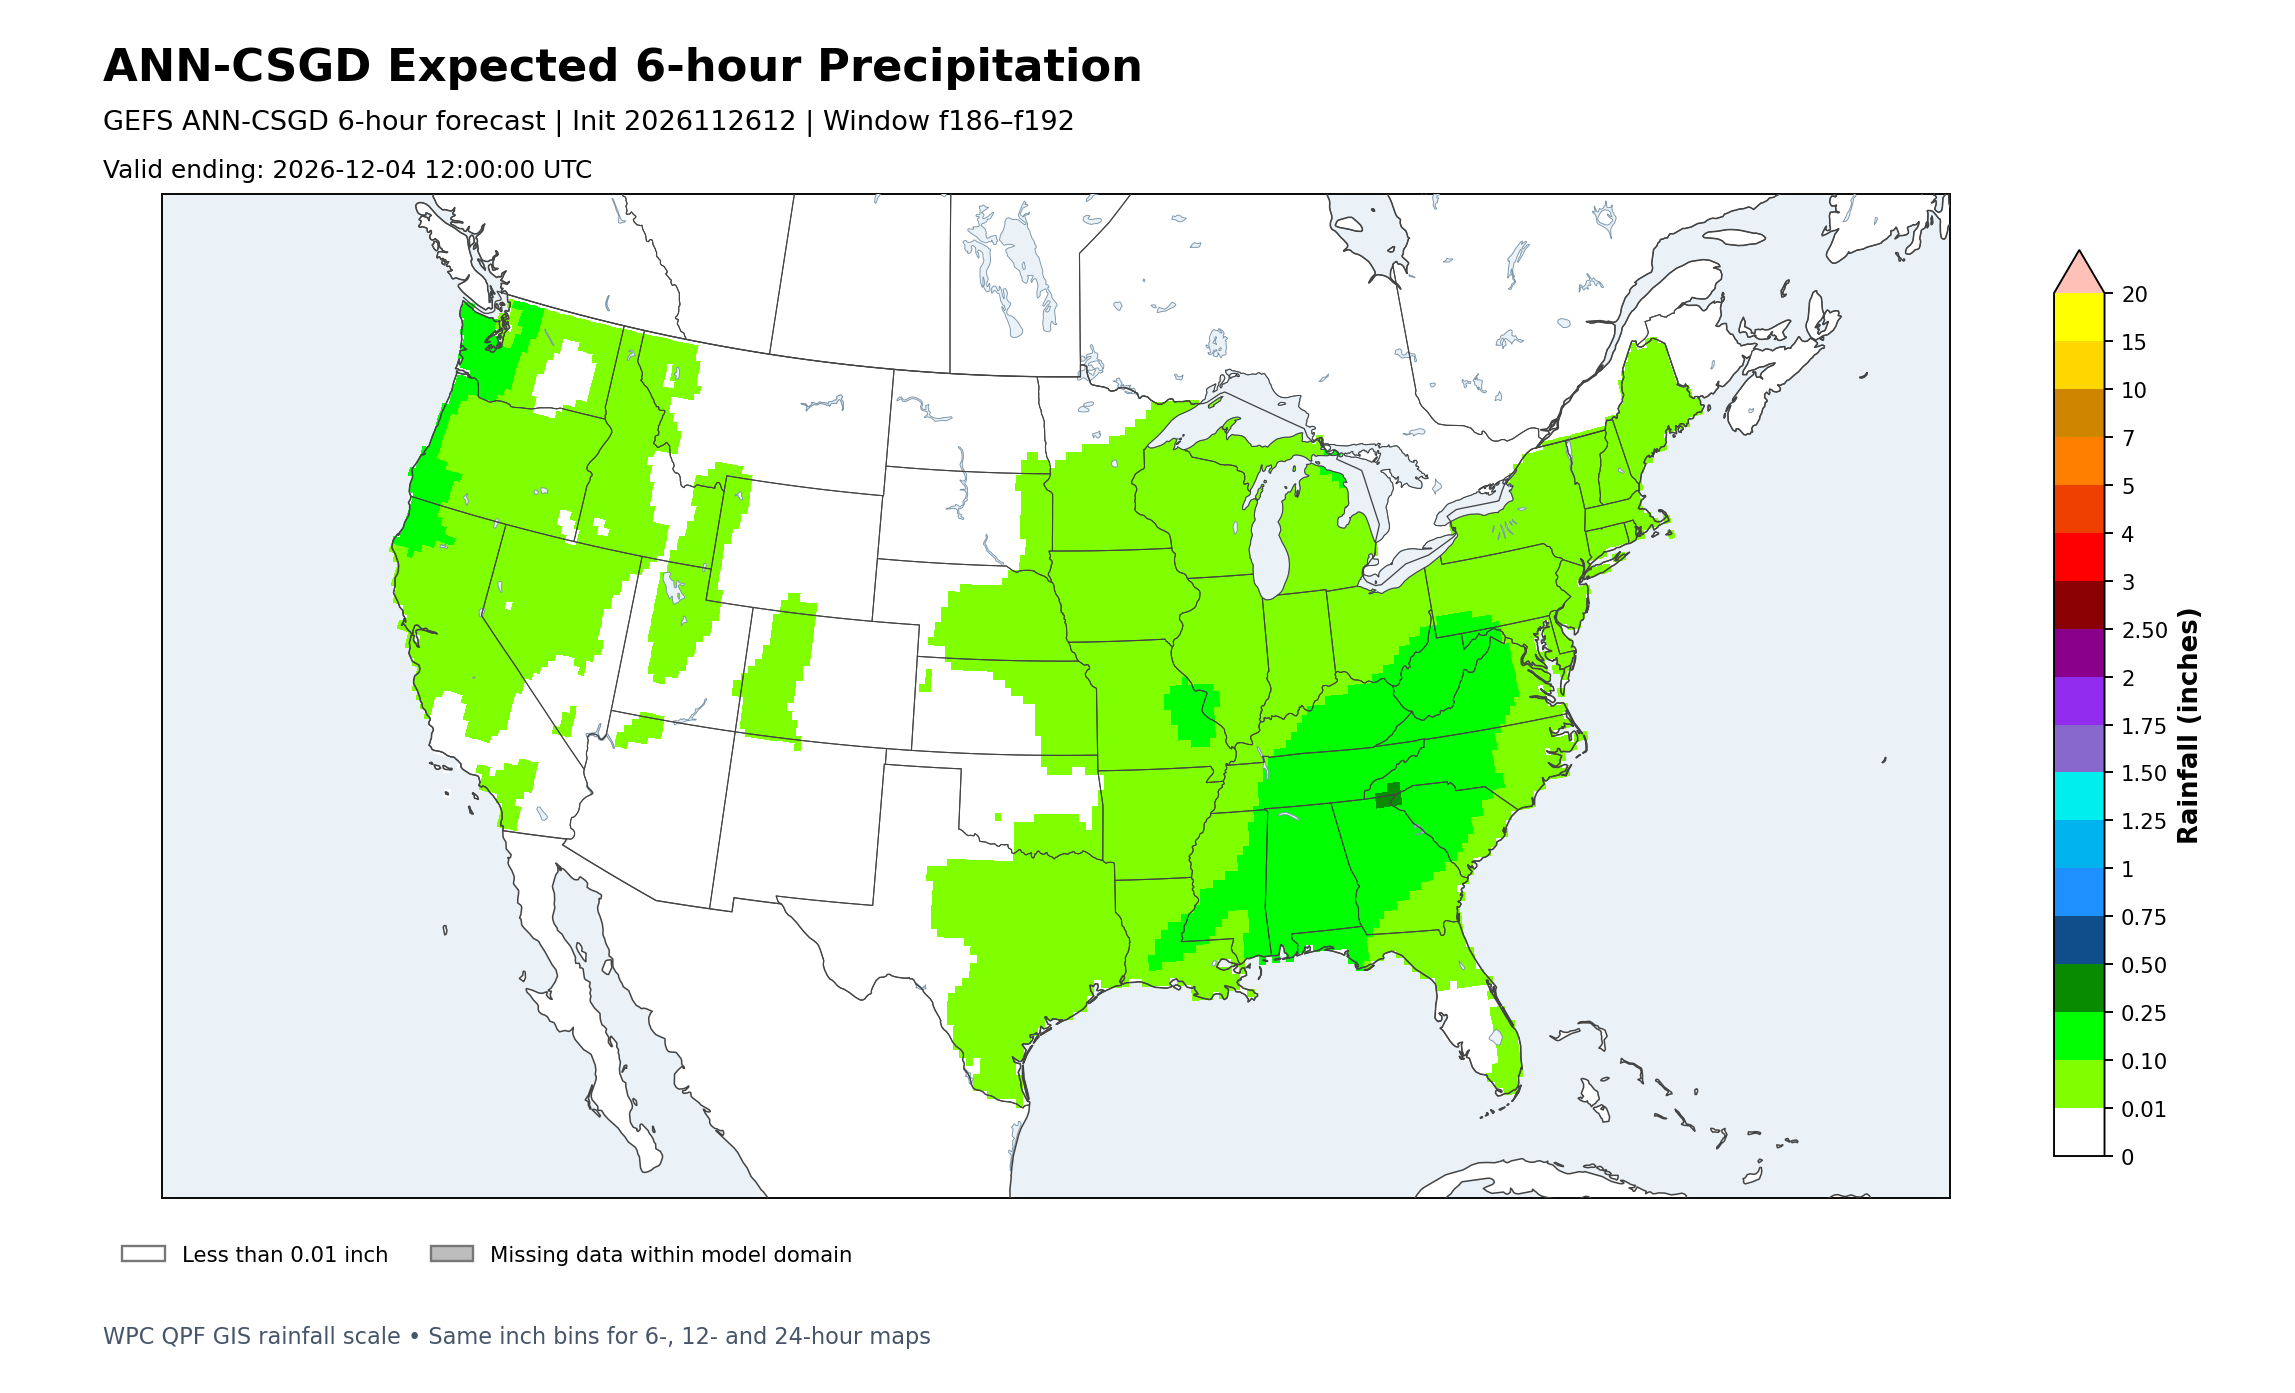 ANN-CSGD Expected 6-hour Precipitation
GEFS ANN-CSGD 6-hour forecast | Init 2026112612 | Window f186–f192
Valid ending: 2026-12-04 12:00:00 UTC
20
15
10
7
5
4
3
2.50
2
1.75
1.50
1.25
1
0.75
0.50
0.25
0.10
0.01
0
Rainfall (inches)
Less than 0.01 inch
Missing data within model domain
WPC QPF GIS rainfall scale • Same inch bins for 6-, 12- and 24-hour maps